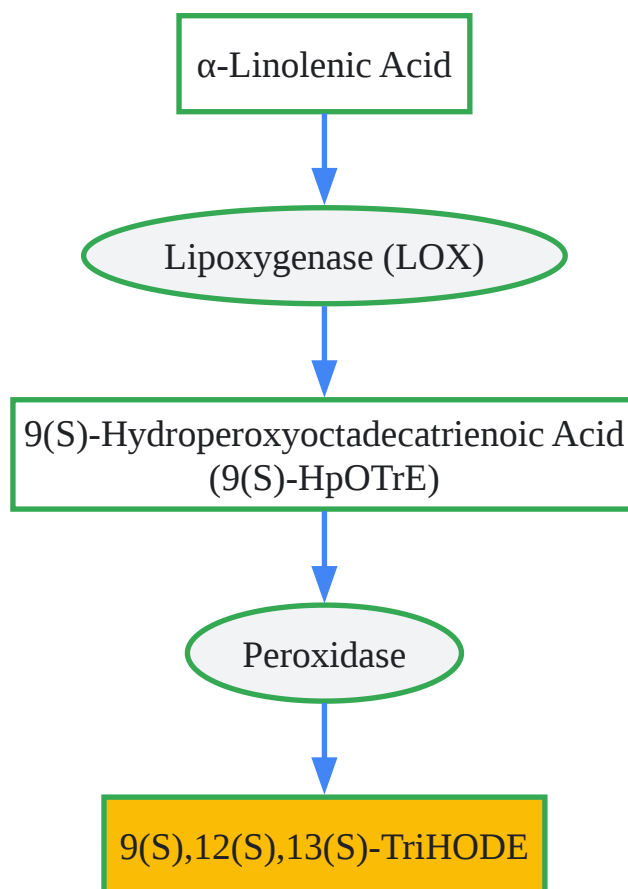 α-Linolenic Acid
Lipoxygenase (LOX)
9(S)-Hydroperoxyoctadecatrienoic Acid
(9(S)-HpOTrE)
Peroxidase
9(S),12(S),13(S)-TriHODE